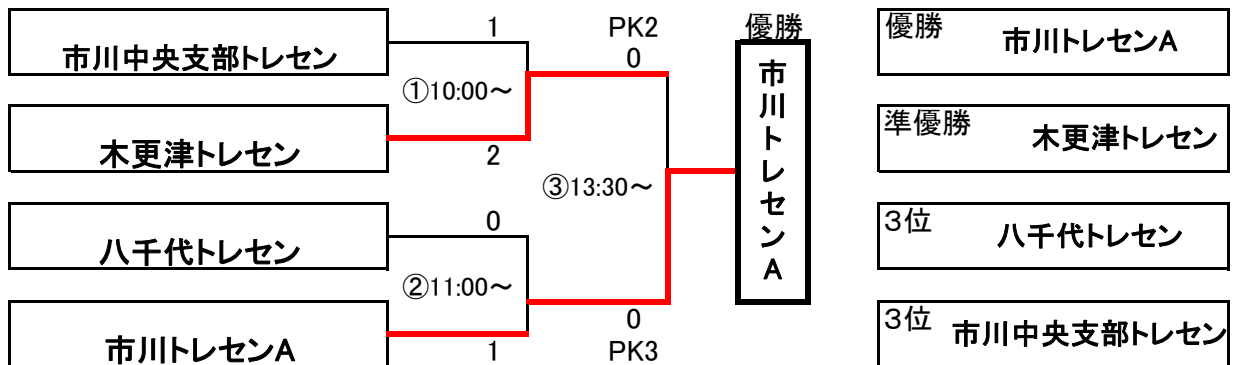 1
PK2
優勝
優勝
市川トレセンA
市川中央支部トレセン
0
①10:00～
市川トレセンA
準優勝
木更津トレセン
木更津トレセン
2
③13:30～
0
3位
八千代トレセン
八千代トレセン
②11:00～
0
3位
市川中央支部トレセン
市川トレセンA
1
PK3